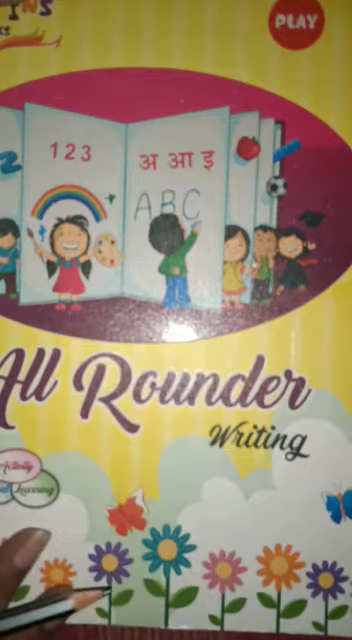 PLAY
1 2 3
अ आ इ
ABC
All Rounder
Writing
Activity
Learning